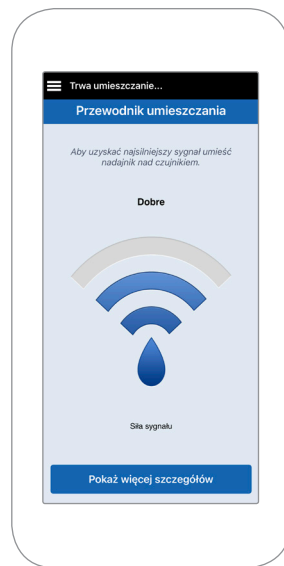 Trwa umieszczanie...
Przewodnik umieszczania
Aby uzyskać najsilniejszy sygnał umieść
nadajnik nad czujnikiem.
Dobre
Siła sygnału
Pokaż więcej szczegółów